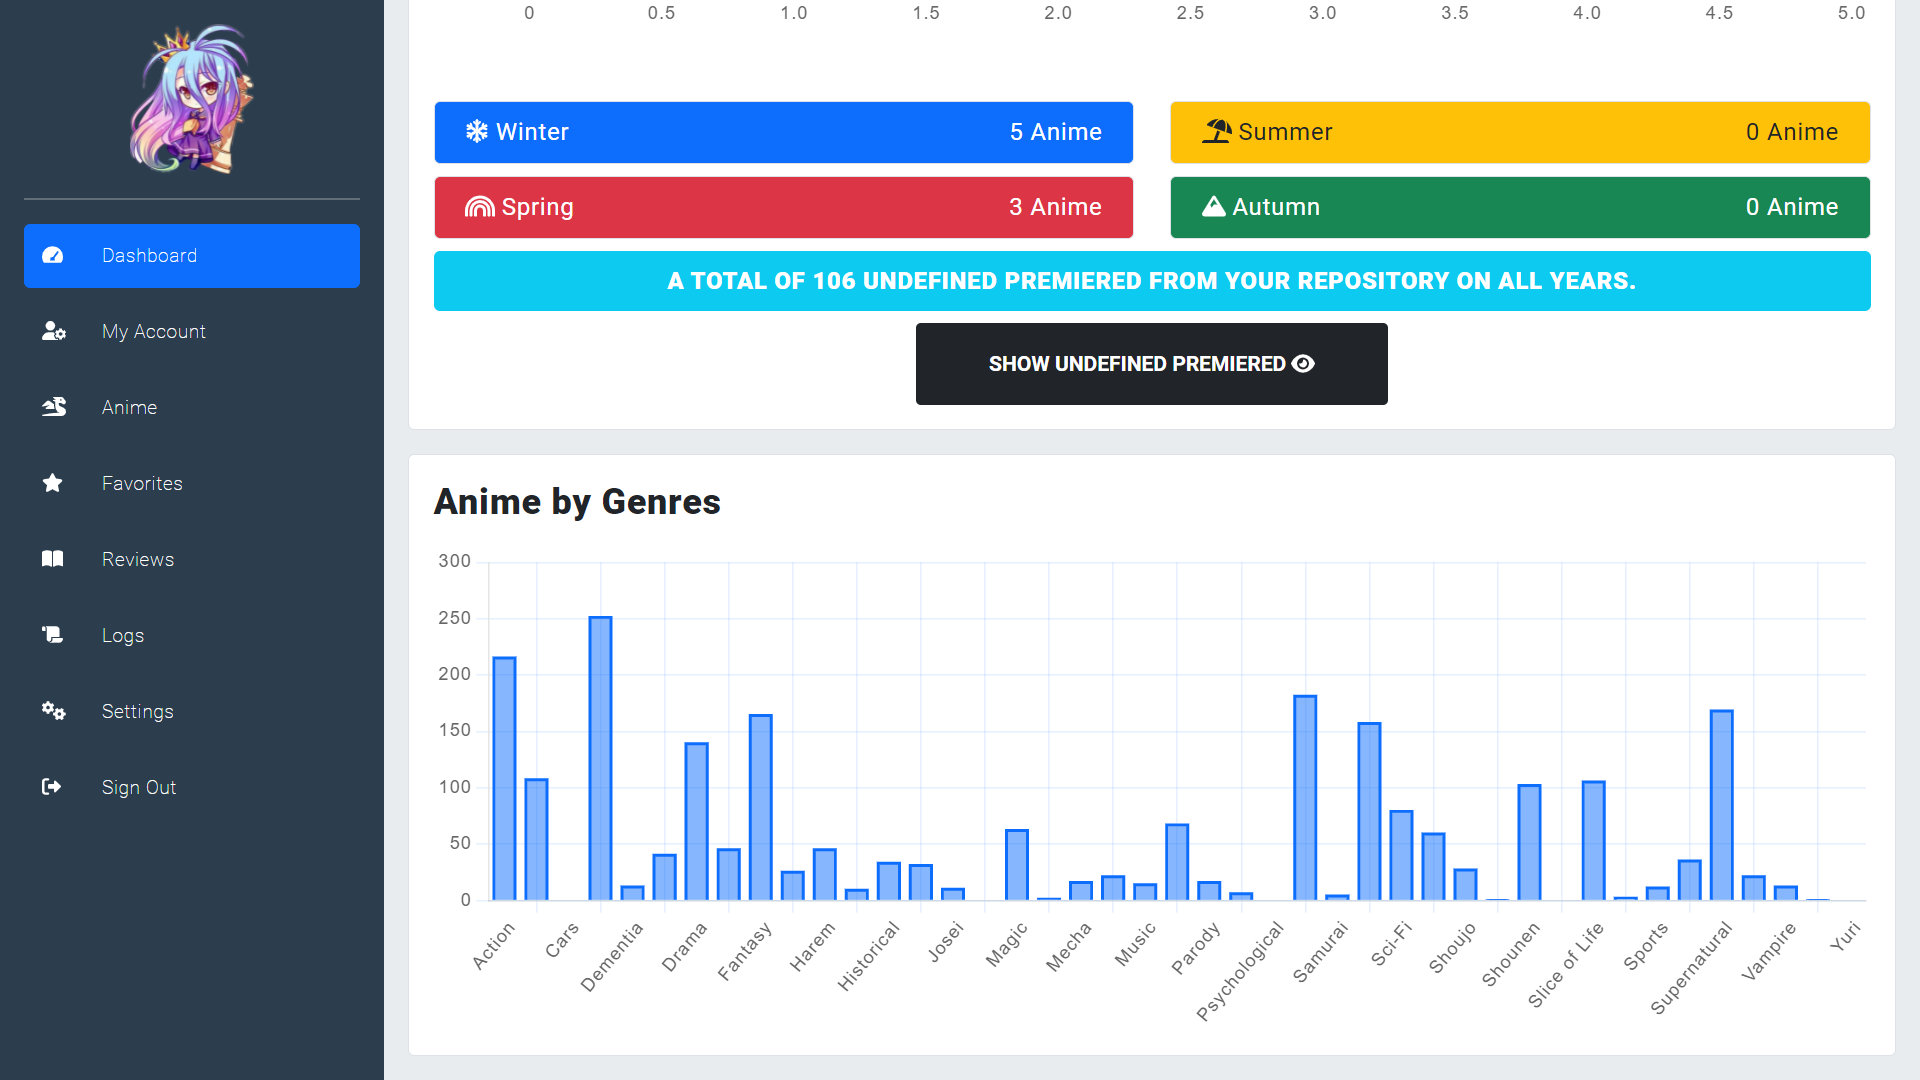 Dashboard
My Account
Anime
Favorites
Reviews
Logs
Settings
Sign Out
0 0.5 1.0 1.5 2.0 2.5 3.0 3.5 4.0 4.5 5.0
Winter 5 Anime
Summer 0 Anime
Spring 3 Anime
Autumn 0 Anime
A TOTAL OF 106 UNDEFINED PREMIERED FROM YOUR REPOSITORY ON ALL YEARS.
SHOW UNDEFINED PREMIERED
Anime by Genres
300
250
200
150
100
50
0
Action
Cars
Dementia
Drama
Fantasy
Harem
Historical
Josei
Magic
Mecha
Music
Parody
Psychological
Samurai
Sci-Fi
Shoujo
Shounen
Slice of Life
Sports
Supernatural
Vampire
Yuri